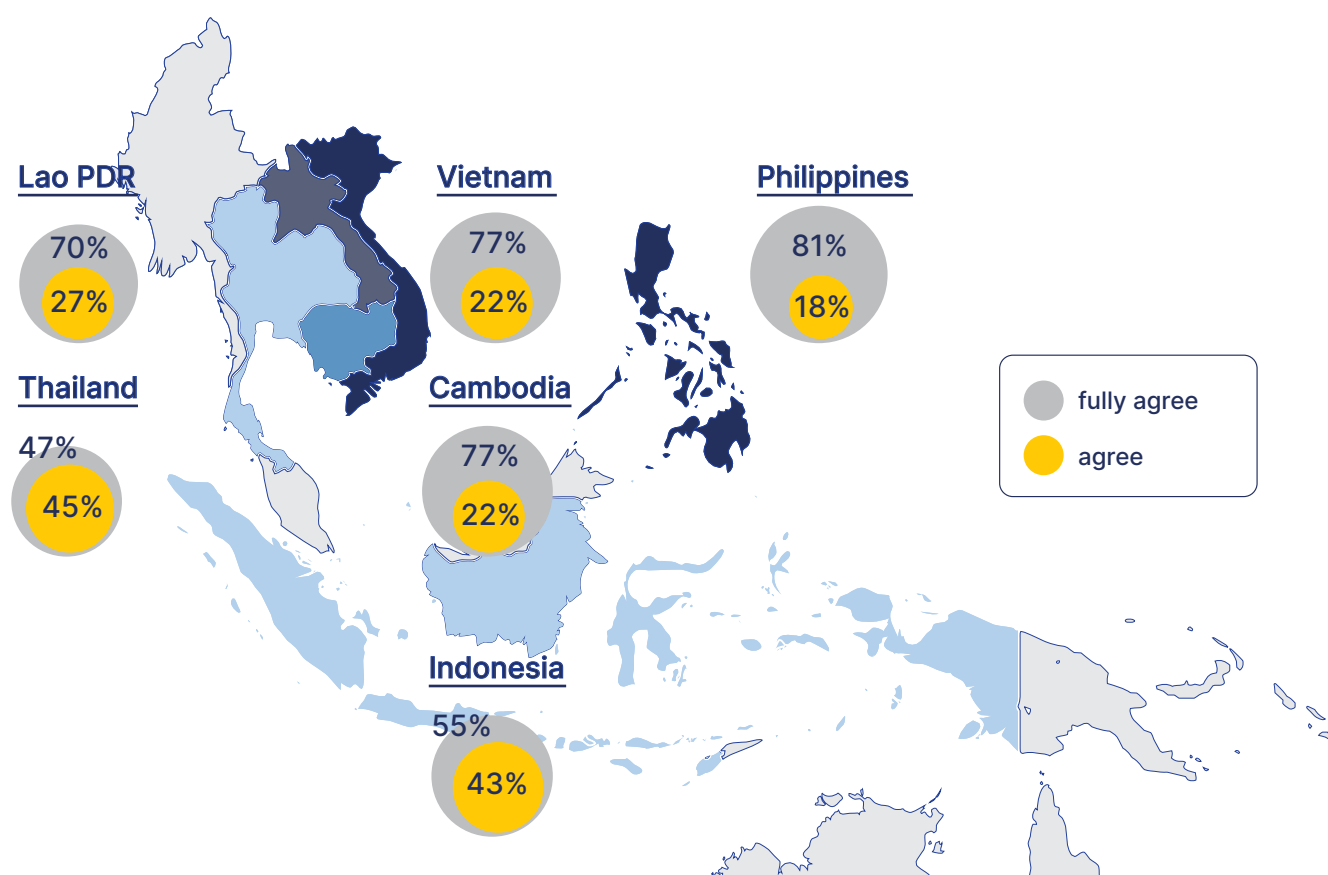 Lao PDR
70%
27%
Vietnam
77%
22%
Philippines
81%
18%
Thailand
47%
45%
Cambodia
77%
22%
fully agree
agree
Indonesia
55%
43%